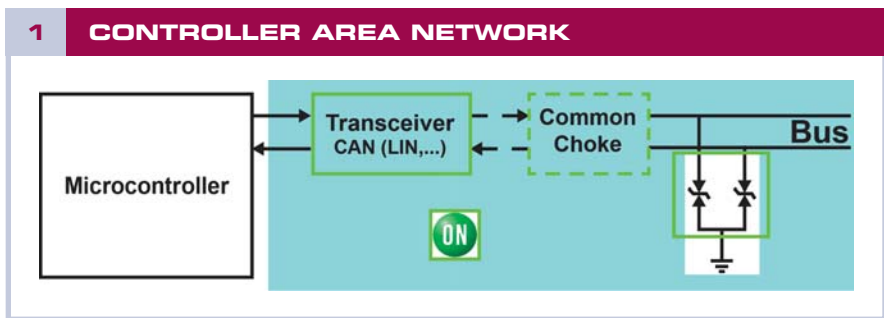 1 CONTROLLER AREA NETWORK
Microcontroller
Transceiver
CAN (LIN,...)
Common
Choke
Bus
ON